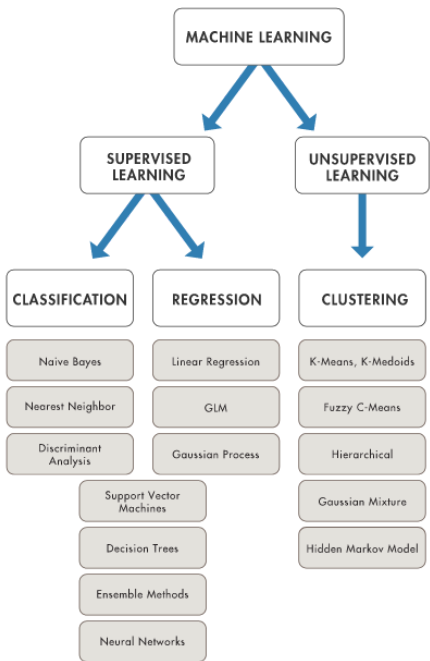 MACHINE LEARNING
SUPERVISED
LEARNING
UNSUPERVISED
LEARNING
CLASSIFICATION
REGRESSION
CLUSTERING
Naive Bayes
Linear Regression
K-Means, K-Medoids
Nearest Neighbor
GLM
Fuzzy C-Means
Discriminant
Analysis
Gaussian Process
Hierarchical
Support Vector
Machines
Gaussian Mixture
Decision Trees
Hidden Markov Model
Ensemble Methods
Neural Networks